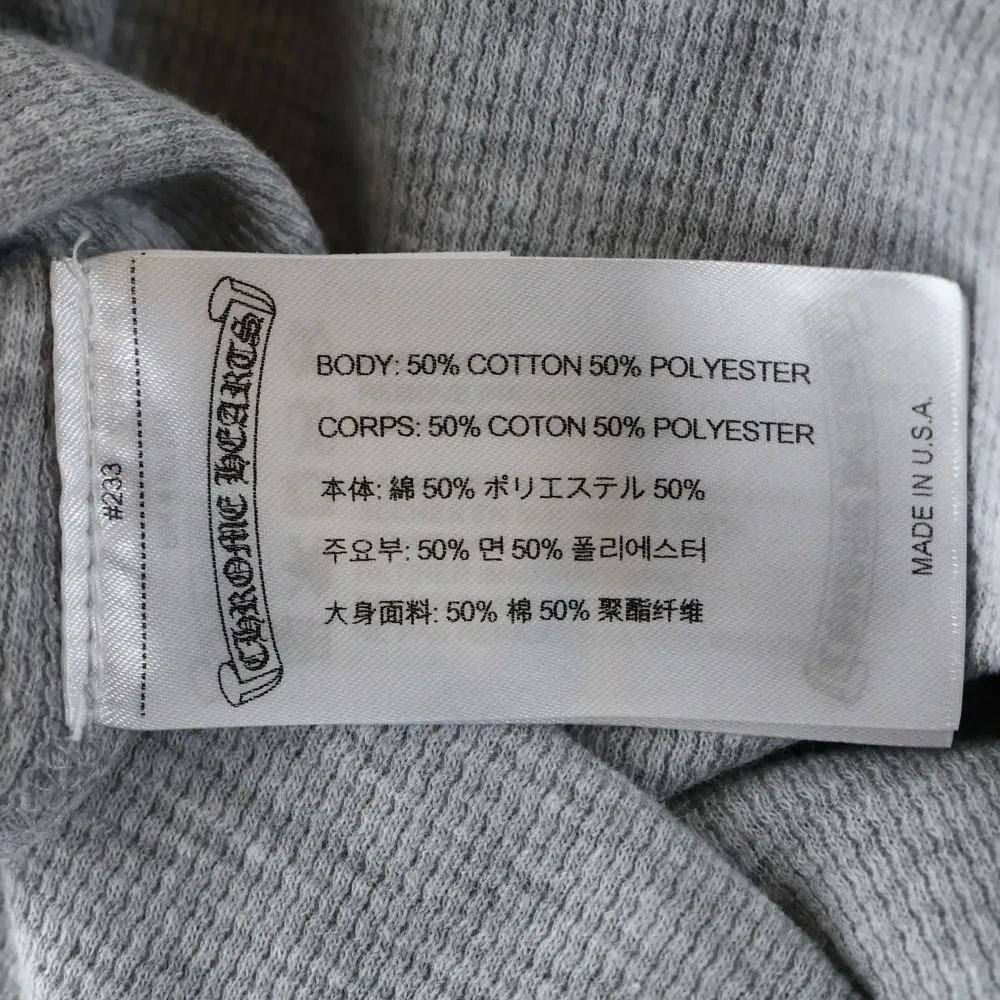 #233
CHROME HEARTS
BODY: 50% COTTON 50% POLYESTER
CORPS: 50% COTON 50% POLYESTER
本体: 綿 50% ポリエステル 50%
주요부: 50% 면 50% 폴리에스터
大身面料: 50% 棉 50% 聚酯纤维
MADE IN U.S.A.